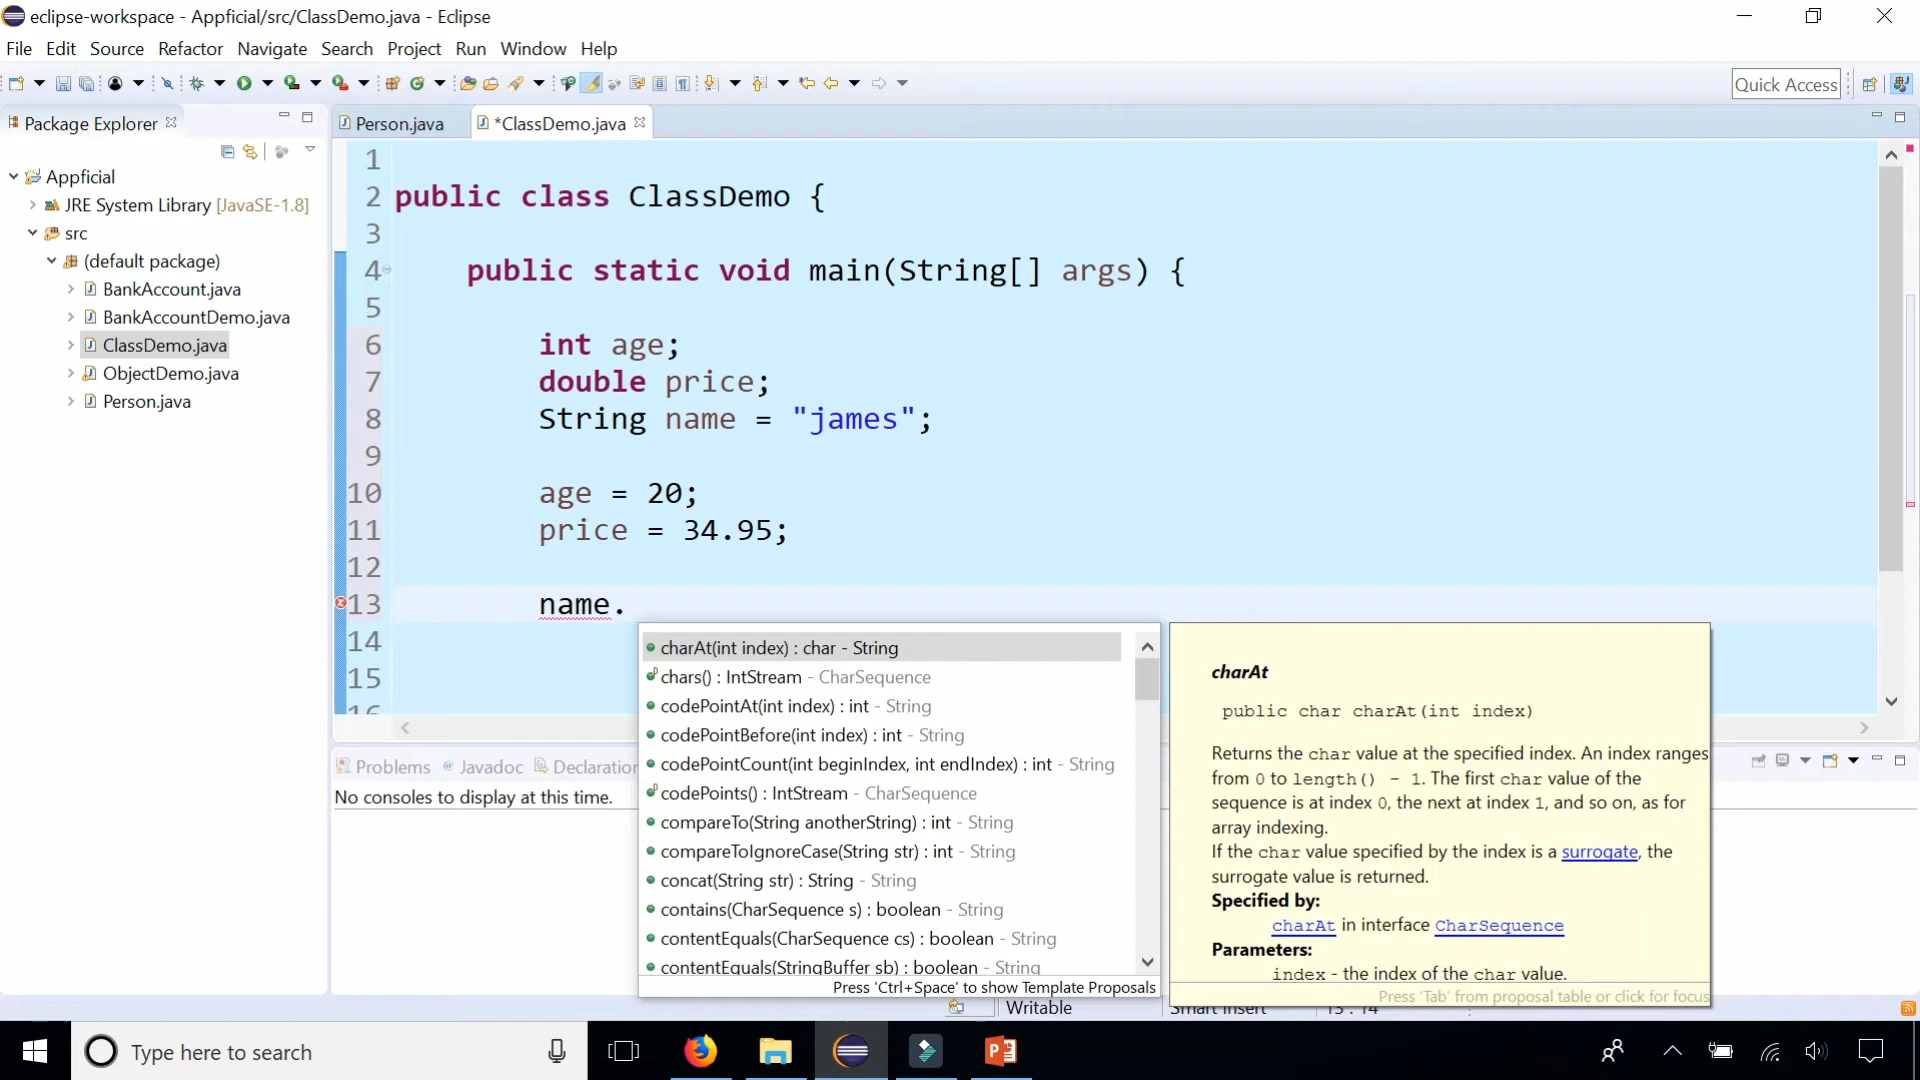 eclipse-workspace - Appficial/src/ClassDemo.java - Eclipse
File Edit Source Refactor Navigate Search Project Run Window Help
Quick Access
Package Explorer
Appficial
JRE System Library [JavaSE-1.8]
src
(default package)
BankAccount.java
BankAccountDemo.java
ClassDemo.java
ObjectDemo.java
Person.java
Person.java *ClassDemo.java
1
2 public class ClassDemo {
3
4 public static void main(String[] args) {
5
6 int age;
7 double price;
8 String name = "james";
9
10 age = 20;
11 price = 34.95;
12
13 name.
14
15
16
charAt(int index) : char - String
chars() : IntStream - CharSequence
codePointAt(int index) : int - String
codePointBefore(int index) : int - String
codePointCount(int beginIndex, int endIndex) : int - String
codePoints() : IntStream - CharSequence
compareTo(String anotherString) : int - String
compareToIgnoreCase(String str) : int - String
concat(String str) : String - String
contains(CharSequence s) : boolean - String
contentEquals(CharSequence cs) : boolean - String
contentEquals(StringBuffer sb) : boolean - String
Press 'Ctrl+Space' to show Template Proposals
charAt
public char charAt(int index)
Returns the char value at the specified index. An index ranges
from 0 to length() - 1. The first char value of the
sequence is at index 0, the next at index 1, and so on, as for
array indexing.
If the char value specified by the index is a surrogate, the
surrogate value is returned.
Specified by:
charAt in interface CharSequence
Parameters:
index - the index of the char value.
Press 'Tab' from proposal table or click for focus
Problems Javadoc Declaration
No consoles to display at this time.
Writable Smart Insert 13 : 14
Type here to search